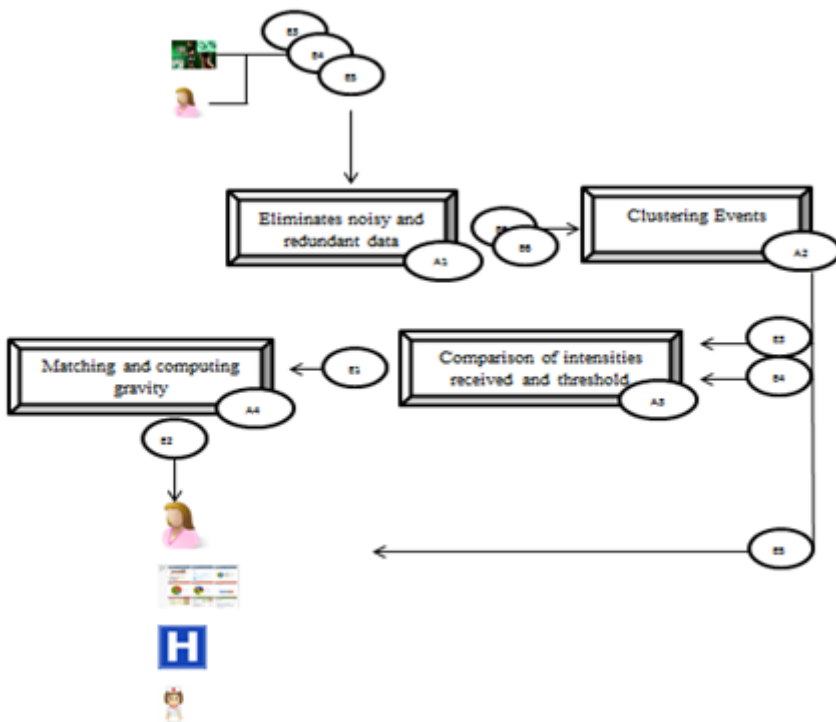 E3
E4
E5
Eliminates noisy and
redundant data
A1
E6
Clustering Events
A2
Matching and computing
gravity
A4
E1
Comparison of intensities
received and threshold
A3
E3
E4
E2
E5
H